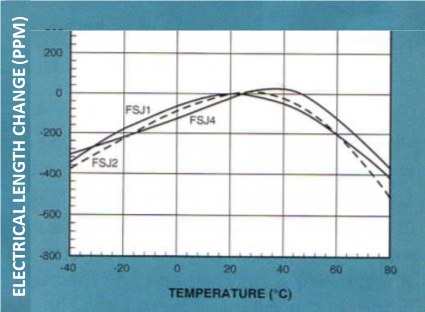 ELECTRICAL LENGTH CHANGE (PPM)
200
0
-200
-400
-600
-800
FSJ1
FSJ4
FSJ2
-40 -20 0 20 40 60 80
TEMPERATURE (°C)